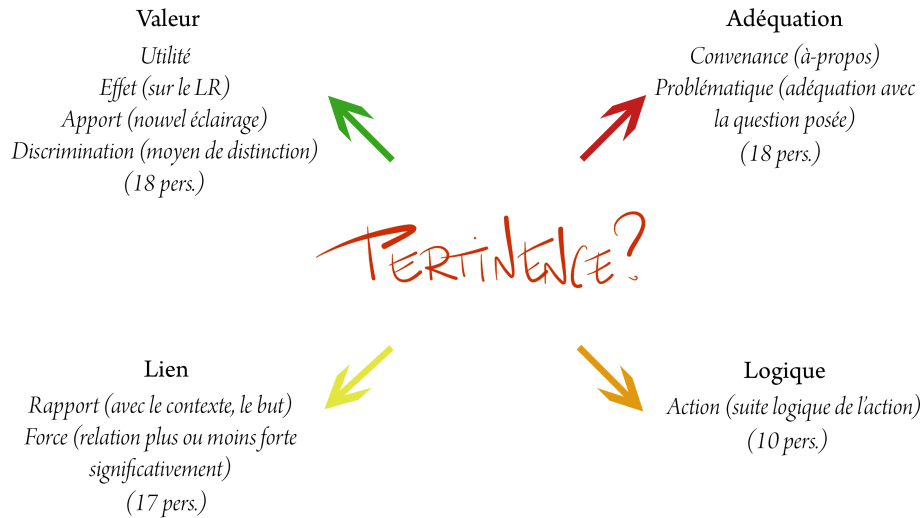 Valeur
Utilité
Effet (sur le LR)
Apport (nouvel éclairage)
Discrimination (moyen de distinction)
(18 pers.)
Adéquation
Convenance (à-propos)
Problématique (adéquation avec
la question posée)
(18 pers.)
PERTINENCE?
Lien
Rapport (avec le contexte, le but)
Force (relation plus ou moins forte
significativement)
(17 pers.)
Logique
Action (suite logique de l'action)
(10 pers.)